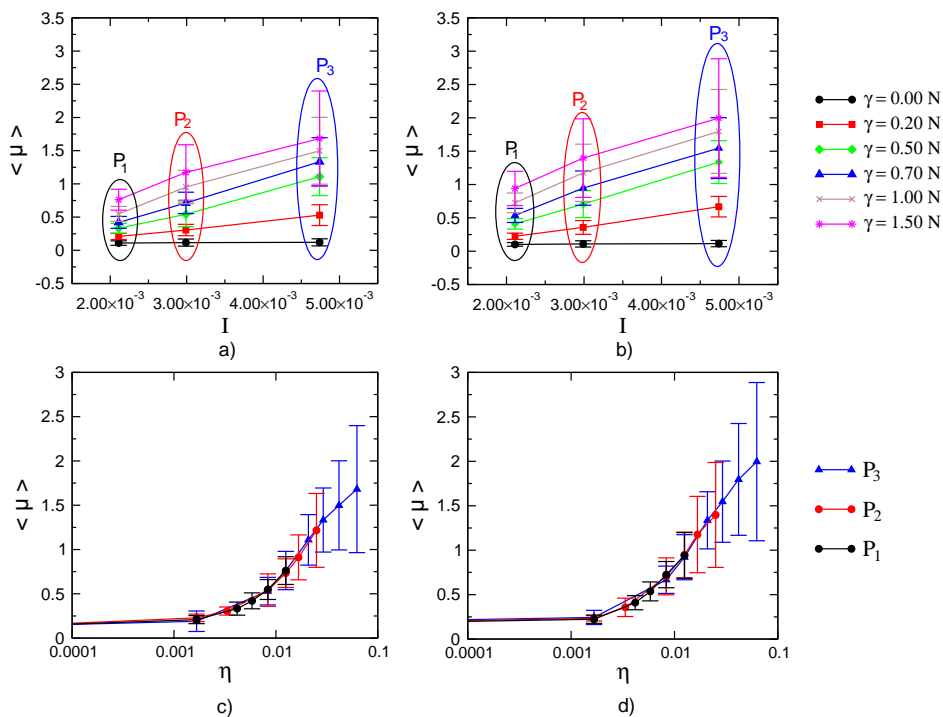 3.5
3
2.5
2
1.5
1
0.5
0
-0.5
< μ >
P1
P2
P3
2.00×10-3
3.00×10-3
4.00×10-3
5.00×10-3
I
a)
3.5
3
2.5
2
1.5
1
0.5
0
-0.5
< μ >
P1
P2
P3
2.00×10-3
3.00×10-3
4.00×10-3
5.00×10-3
I
b)
γ = 0.00 N
γ = 0.20 N
γ = 0.50 N
γ = 0.70 N
γ = 1.00 N
γ = 1.50 N
3
2.5
2
1.5
1
0.5
0
< μ >
0.0001
0.001
0.01
0.1
η
c)
3
2.5
2
1.5
1
0.5
0
< μ >
0.0001
0.001
0.01
0.1
η
d)
P3
P2
P1